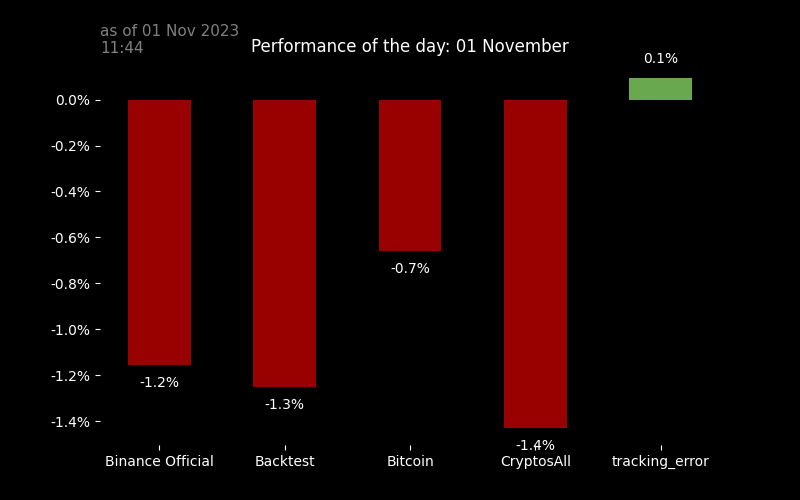 as of 01 Nov 2023
11:44
Performance of the day: 01 November
0.1%
0.0%
-0.2%
-0.4%
-0.6%
-0.7%
-0.8%
-1.0%
-1.2%
-1.2%
-1.3%
-1.4%
-1.4%
Binance Official
Backtest
Bitcoin
CryptosAll
tracking_error